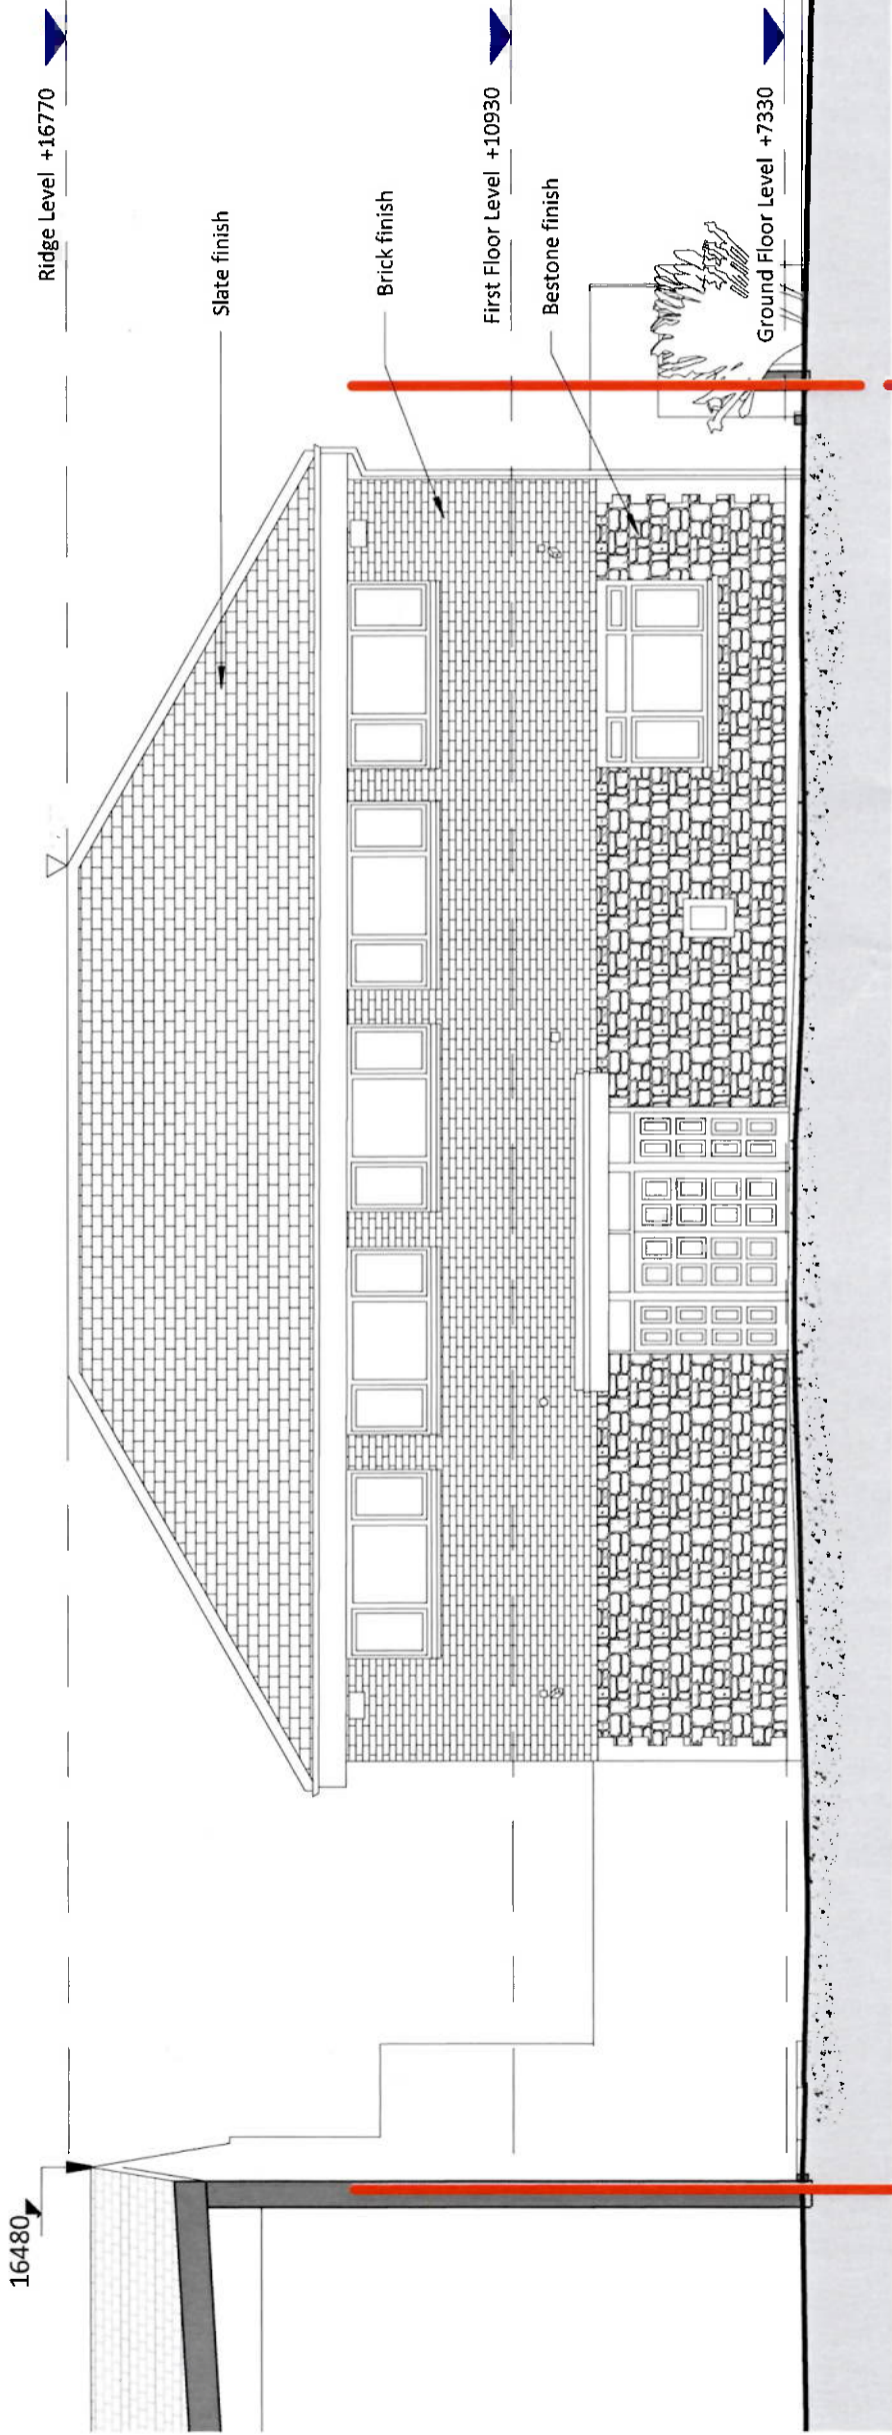 16480
Ridge Level +16770
Slate finish
Brick finish
First Floor Level +10930
Bestone finish
Ground Floor Level +7330